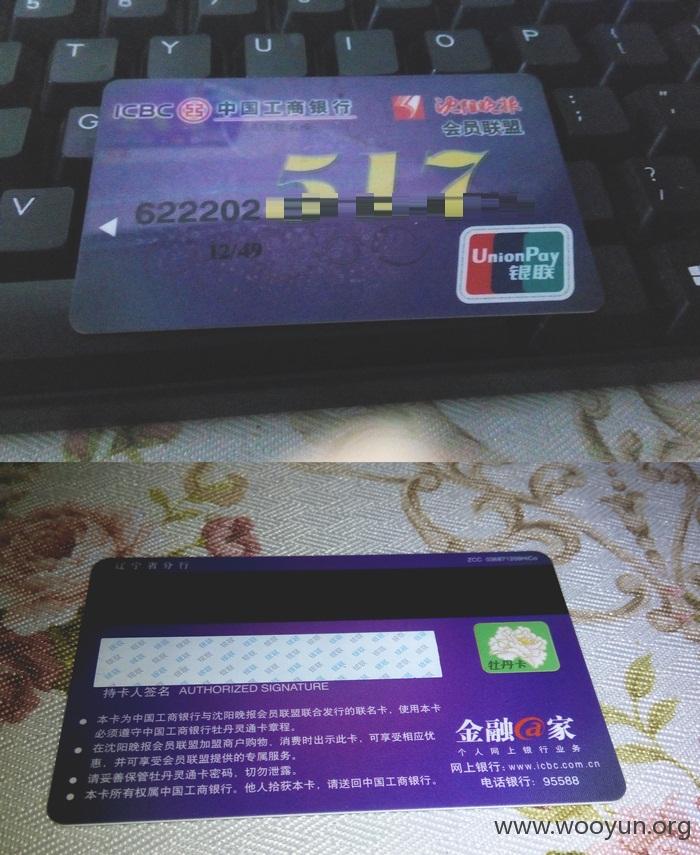 5
6
7
8
T
Y
U
I
O
P
G
V
ICBC 中国工商银行
沈阳晚报
会员联盟
517
622202
12/49
UnionPay
银联
辽宁省分行
牡丹卡
持卡人签名 AUTHORIZED SIGNATURE
本卡为中国工商银行与沈阳晚报会员联盟联合发行的联名卡，使用本卡
必须遵守中国工商银行牡丹灵通卡章程。
在沈阳晚报会员联盟加盟商户购物、消费时出示此卡，可享受相应优
惠，并可享受会员联盟提供的专属服务。
请妥善保管牡丹灵通卡密码，切勿泄露。
本卡所有权属中国工商银行。他人拾获本卡，请送回中国工商银行。
金融@家
个人网上银行业务
网上银行：www.icbc.com.cn
电话银行：95588
www.wooyun.org